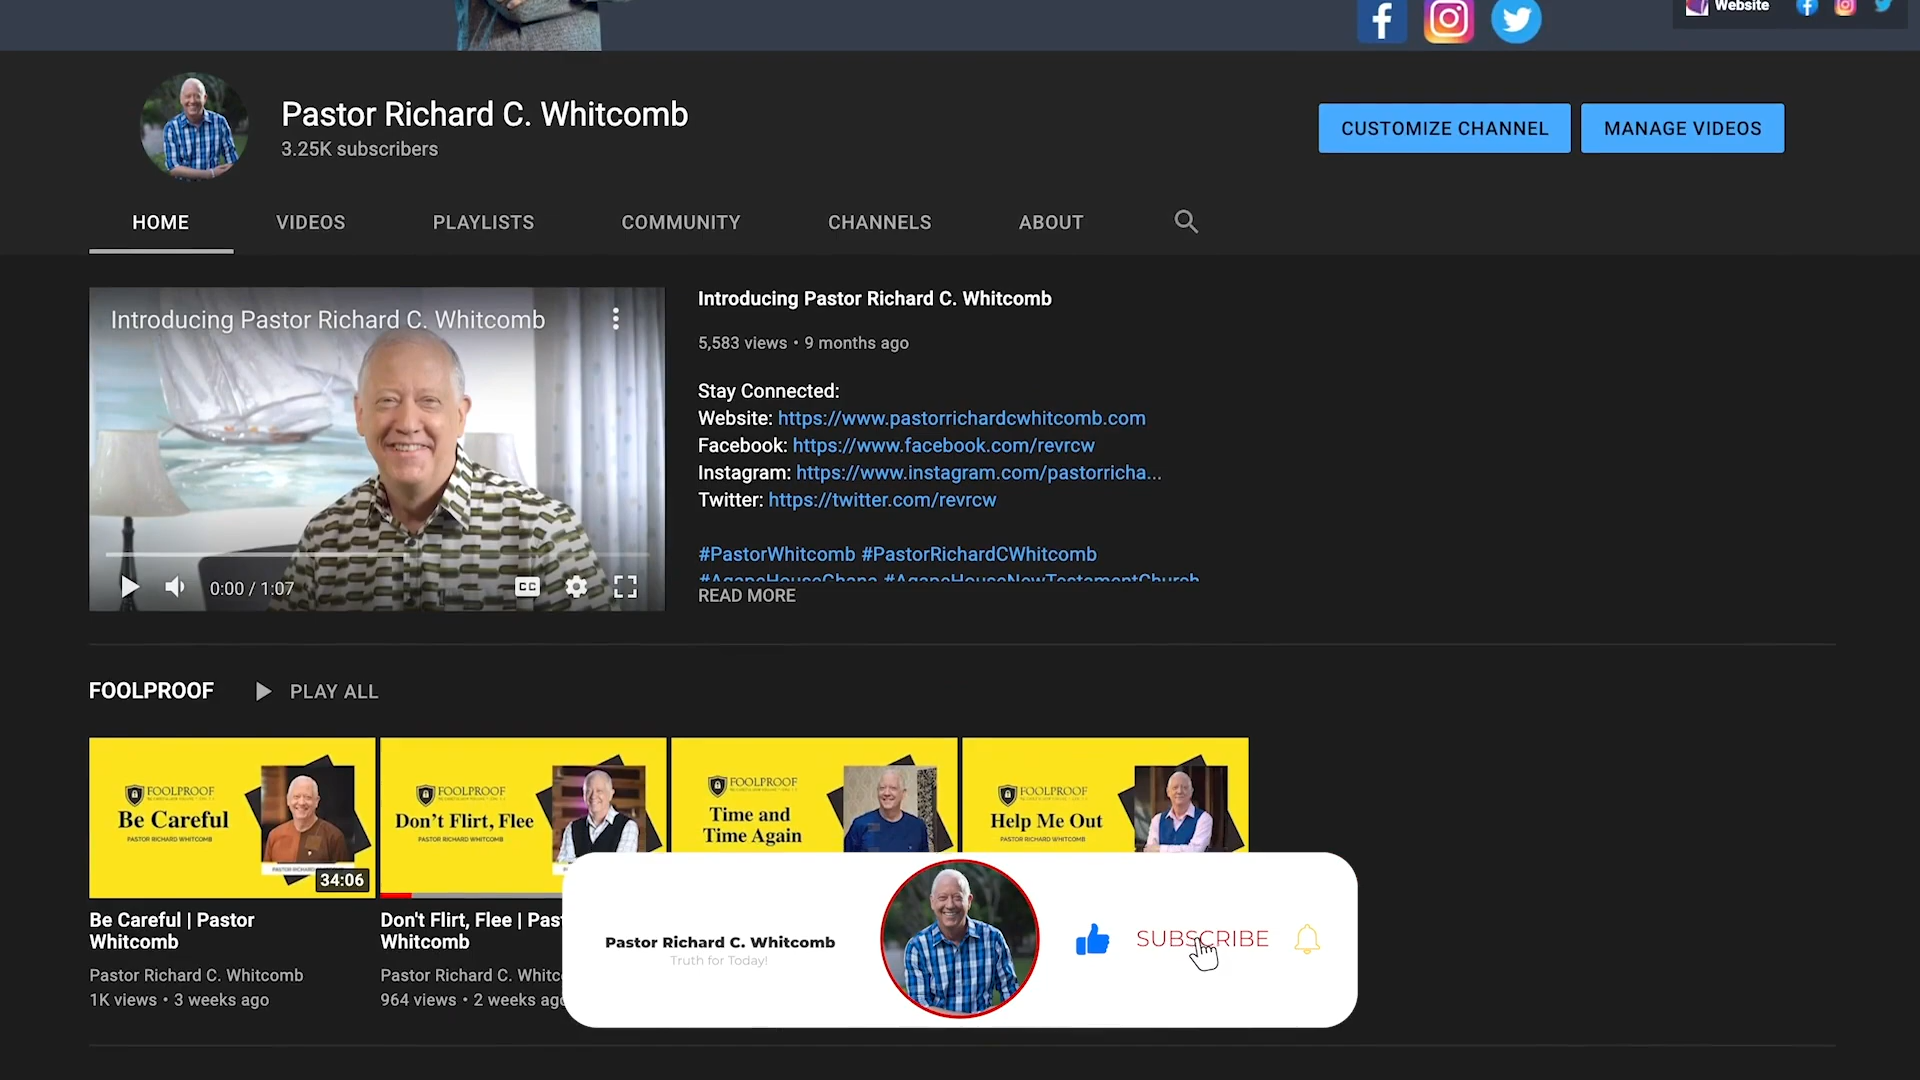 Website
Pastor Richard C. Whitcomb
3.25K subscribers
CUSTOMIZE CHANNEL
MANAGE VIDEOS
HOME
VIDEOS
PLAYLISTS
COMMUNITY
CHANNELS
ABOUT
Introducing Pastor Richard C. Whitcomb
0:00 / 1:07
CC
Introducing Pastor Richard C. Whitcomb
5,583 views • 9 months ago
Stay Connected:
Website: https://www.pastorrichardcwhitcomb.com
Facebook: https://www.facebook.com/revrcw
Instagram: https://www.instagram.com/pastorricha...
Twitter: https://twitter.com/revrcw
#PastorWhitcomb #PastorRichardCWhitcomb
#AgapeHouseGhana #AgapeHouseNewTestamentChurch
READ MORE
FOOLPROOF
PLAY ALL
FOOLPROOF
Be Careful
PASTOR RICHARD WHITCOMB
34:06
FOOLPROOF
Don't Flirt, Flee
PASTOR RICHARD WHITCOMB
FOOLPROOF
Time and
Time Again
FOOLPROOF
Help Me Out
PASTOR RICHARD WHITCOMB
Be Careful | Pastor
Whitcomb
Pastor Richard C. Whitcomb
1K views • 3 weeks ago
Don't Flirt, Flee | Pas
Whitcomb
Pastor Richard C. Whitc
964 views • 2 weeks ago
Pastor Richard C. Whitcomb
Truth for Today!
SUBSCRIBE